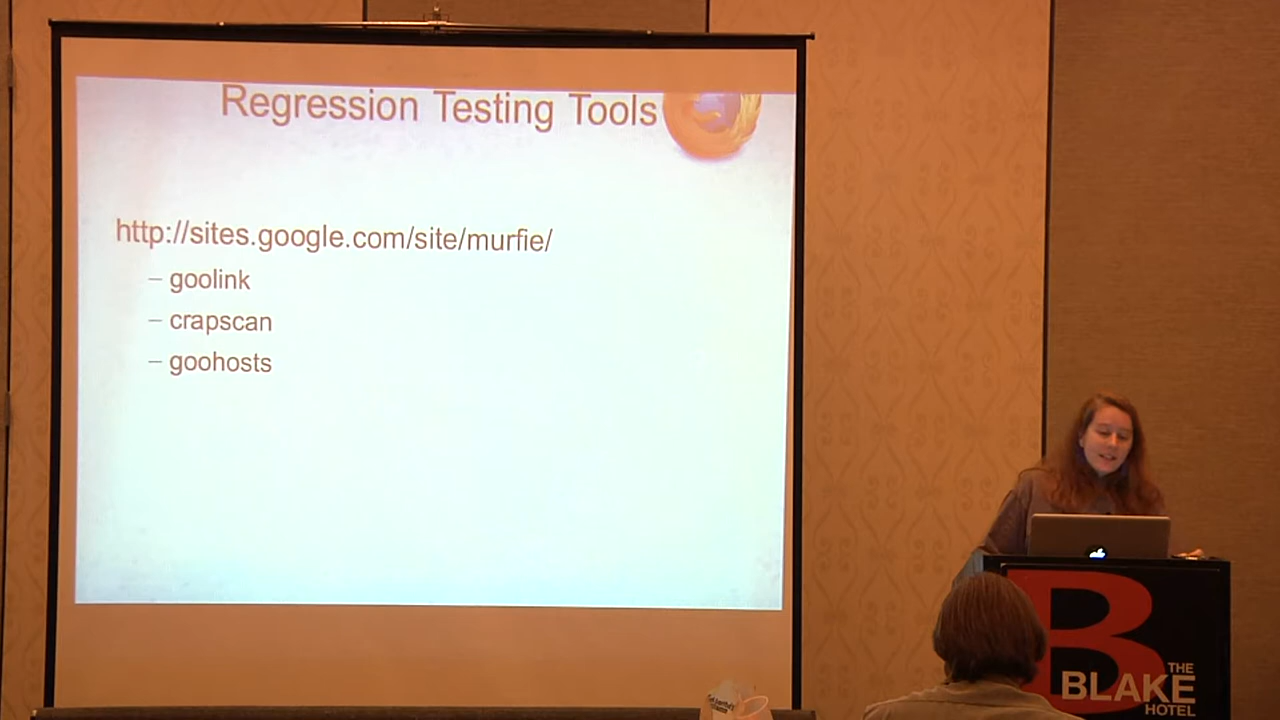 Regression Testing Tools
http://sites.google.com/site/murfie/
– goolink
– crapscan
– goohosts
B
THE
BLAKE
HOTEL